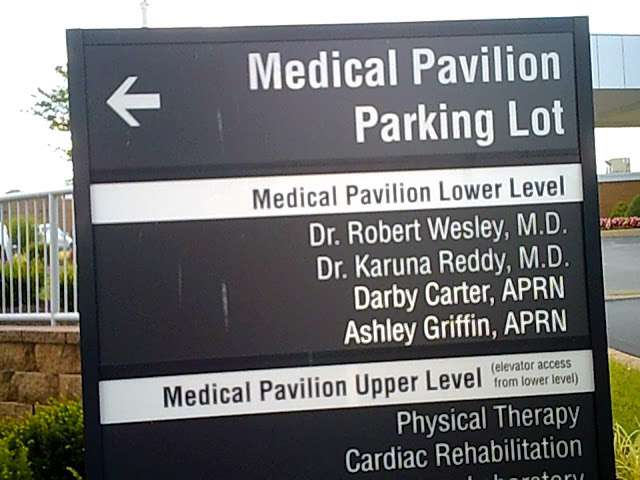 Medical Pavilion
Parking Lot
Medical Pavilion Lower Level
Dr. Robert Wesley, M.D.
Dr. Karuna Reddy, M.D.
Darby Carter, APRN
Ashley Griffin, APRN
Medical Pavilion Upper Level (elevator access
from lower level)
Physical Therapy
Cardiac Rehabilitation
Laboratory